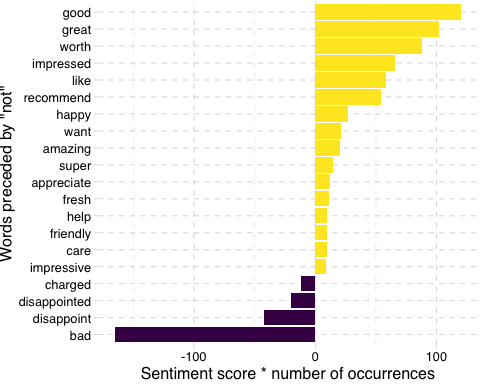 good
great
worth
impressed
like
recommend
happy
want
amazing
super
appreciate
fresh
help
friendly
care
impressive
charged
disappointed
disappoint
bad
Words preceded by "not"
-100 0 100
Sentiment score * number of occurrences